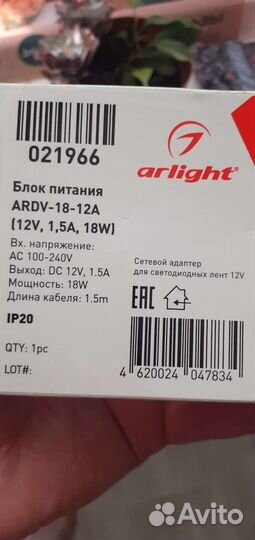 021966
arlight®
Блок питания
ARDV-18-12A
(12V, 1,5A, 18W)
Вх. напряжение:
AC 100-240V
Выход: DC 12V, 1.5A
Мощность: 18W
Длина кабеля: 1.5m
IP20
QTY: 1pc
LOT#:
Сетевой адаптер
для светодиодных лент 12V
EAC
4 620024 047834
Avito